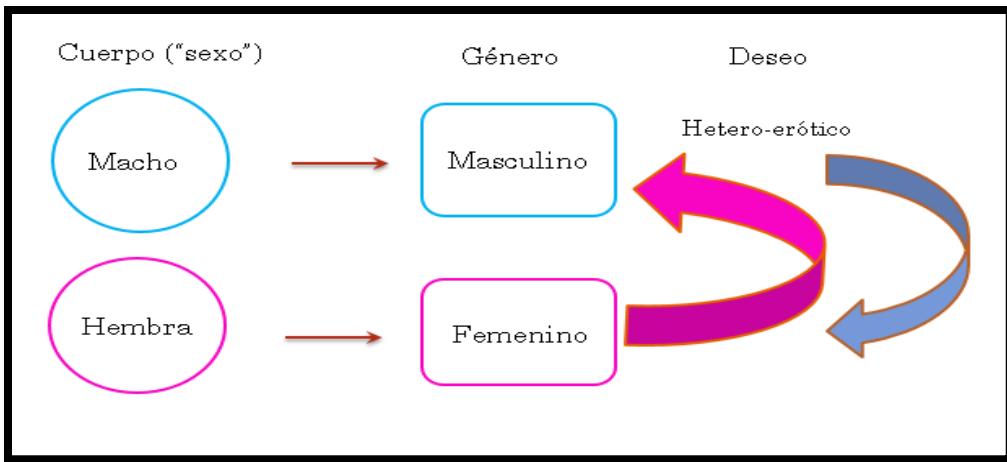 Cuerpo (“sexo”)
Género
Deseo
Hetero-erótico
Macho
Masculino
Hembra
Femenino